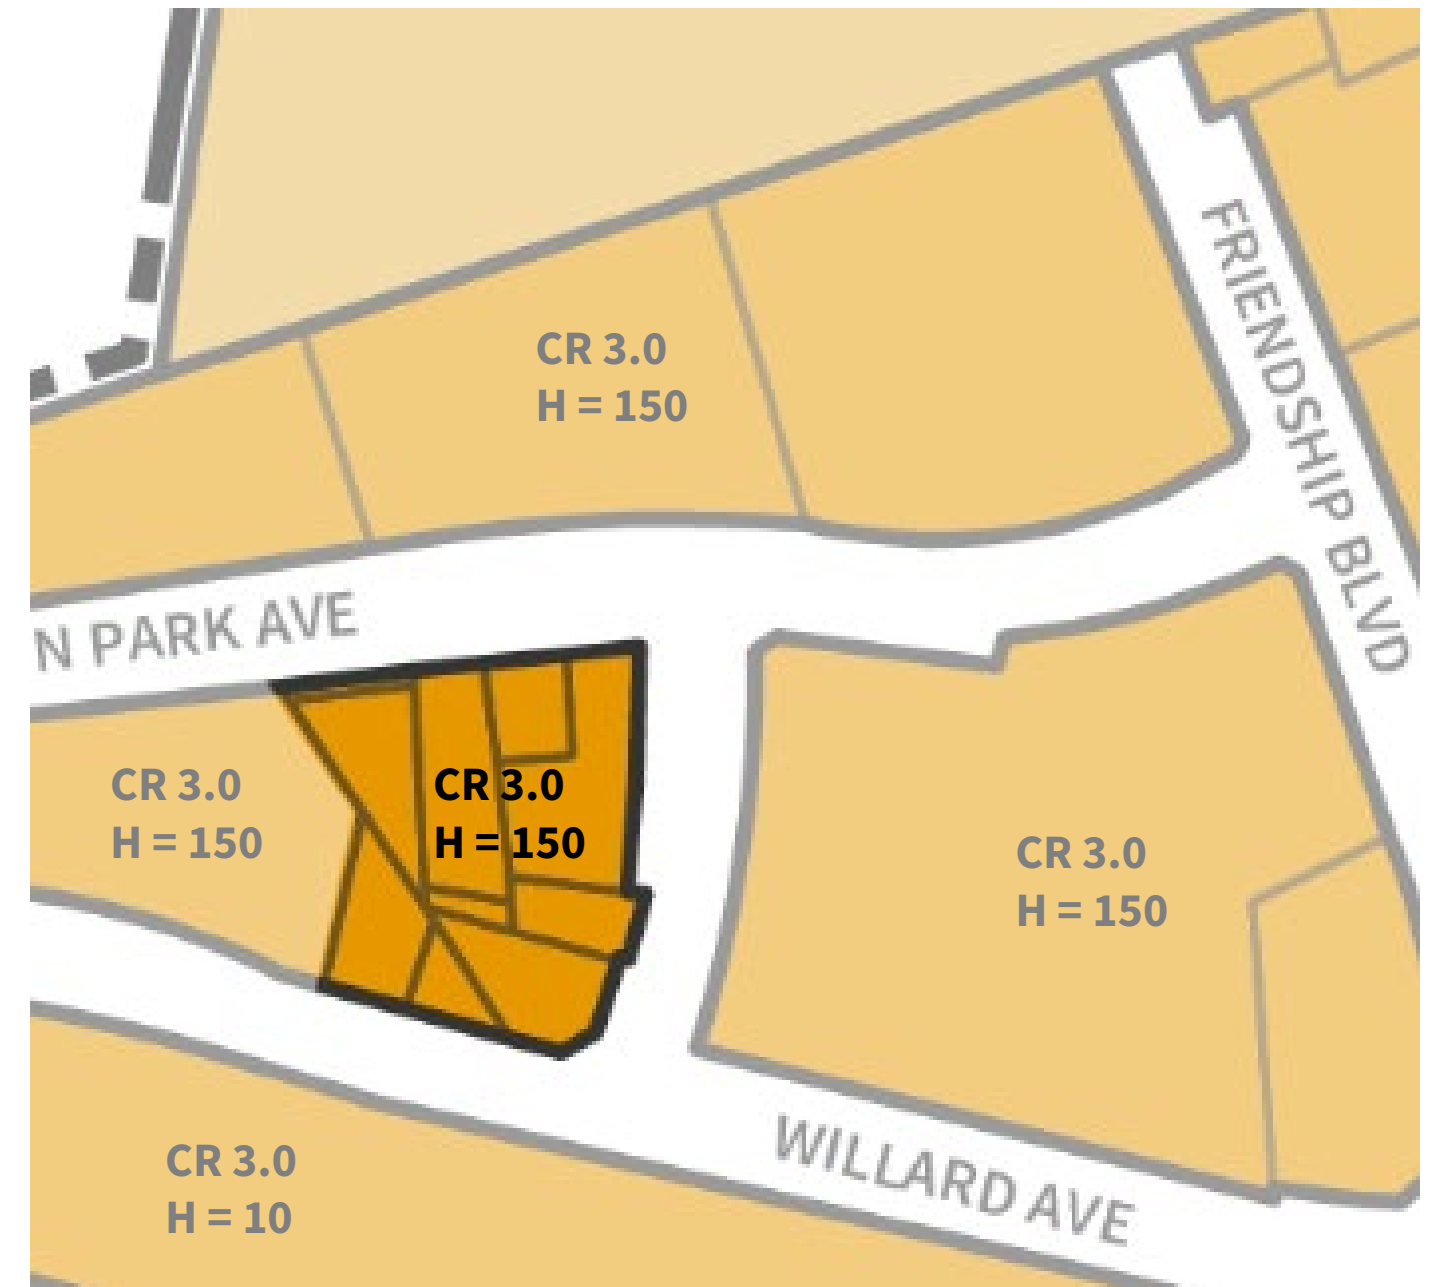 FRIENDSHIP BLVD
CR 3.0
H = 150
N PARK AVE
CR 3.0
H = 150
CR 3.0
H = 150
CR 3.0
H = 150
WILLARD AVE
CR 3.0
H = 10